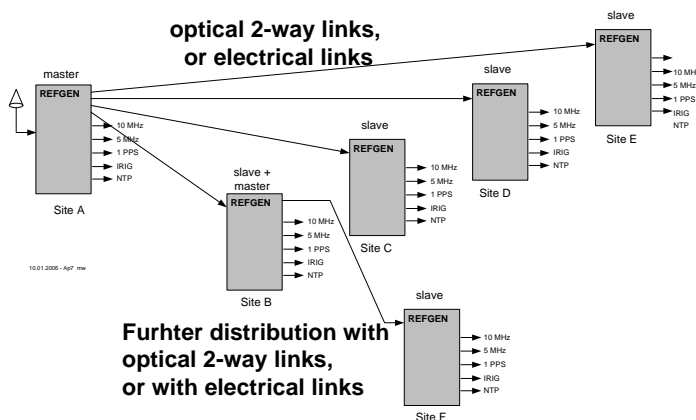 optical 2-way links,
or electrical links
master
REFGEN
10 MHz
5 MHz
1 PPS
IRIG
NTP
Site A
slave +
master
REFGEN
10 MHz
5 MHz
1 PPS
IRIG
NTP
Site B
slave
REFGEN
10 MHz
5 MHz
1 PPS
IRIG
NTP
Site C
slave
REFGEN
10 MHz
5 MHz
1 PPS
IRIG
NTP
Site D
slave
REFGEN
10 MH
5 MHz
1 PPS
IRIG
NTP
Site E
slave
REFGEN
10 MHz
5 MHz
1 PPS
IRIG
NTP
Site F
10.01.2006 - Ap7 mw
Furhter distribution with
optical 2-way links,
or with electrical links